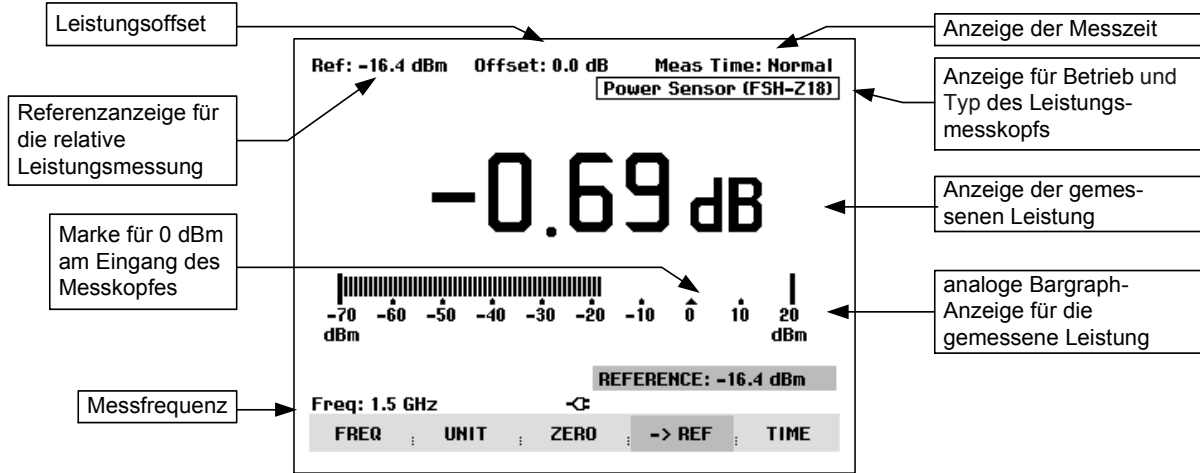 Leistungsoffset
Anzeige der Messzeit
Ref: -16.4 dBm Offset: 0.0 dB Meas Time: Normal
Power Sensor (FSH-Z18)
Anzeige für Betrieb und
Typ des Leistungs-
messkopfs
Referenzanzeige für
die relative
Leistungsmessung
-0.69 dB
Anzeige der gemes-
senen Leistung
Marke für 0 dBm
am Eingang des
Messkopfes
analoge Bargraph-
Anzeige für die
gemessene Leistung
-70 -60 -50 -40 -30 -20 -10 0 10 20
dBm dBm
REFERENCE: -16.4 dBm
Messfrequenz
Freq: 1.5 GHz
FREQ UNIT ZERO -> REF TIME